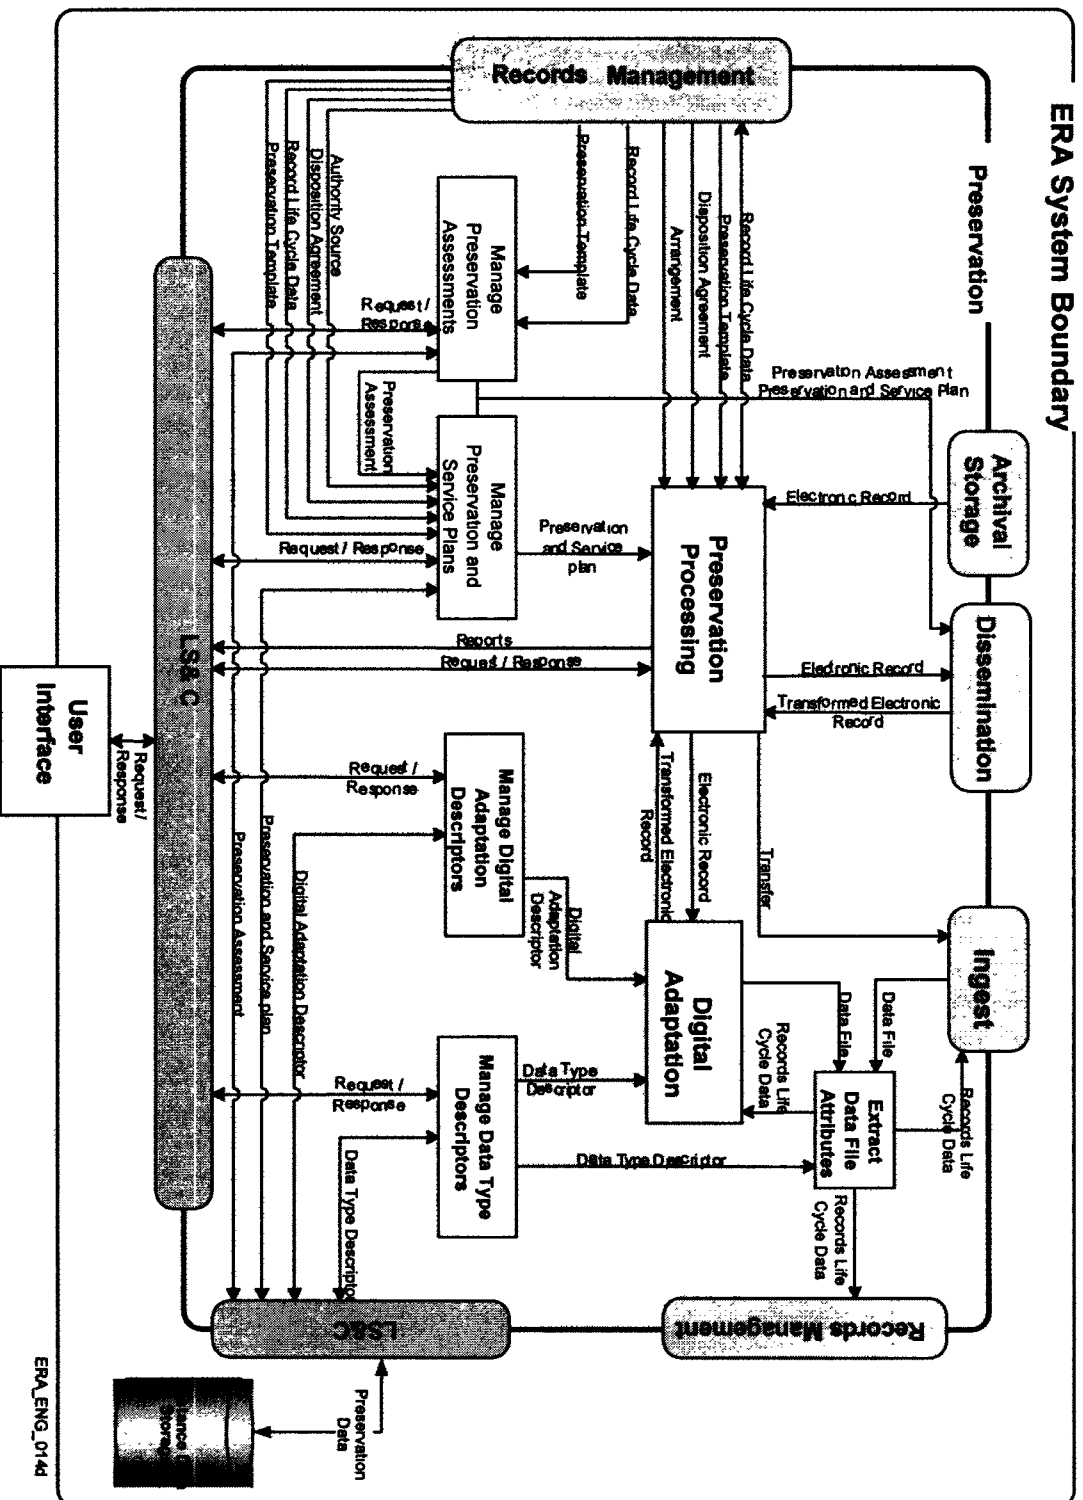 ERA System Boundary
Preservation
Archival
Storage
Dissemination
Ingest
Records Management
Record Life Cycle Data
Preservation Template
Disposition Agreement
Arrangement
Record Life Cycle Data
Preservation Template
Authority Source
Disposition Agreement
Record Life Cycle Data
Preservation Template
Preservation Assessment
Preservation and Service Plan
Electronic Record
Electronic Record
Transformed Electronic
Record
Transfer
Data File
Data File
Records Life
Cycle Data
Preservation
Processing
Electronic Record
Transformed Electronic
Record
Digital
Adaptation
Records Life
Cycle Data
Extract
Data File
Attributes
Records Life
Cycle Data
Records Management
Manage
Preservation
Assessments
Preservation
Assessment
Manage
Preservation and
Service Plans
Preservation
and Service
plan
Manage Digital
Adaptation
Descriptors
Digital
Adaptation
Descriptor
Manage Data Type
Descriptors
Data Type
Descriptor
Data Type Descriptor
Request /
Response
Request / Response
Reports
Request / Response
Request /
Response
Request /
Response
Data Type Descriptor
Digital Adaptation Descriptor
Preservation and Service plan
Preservation Assessment
LS&C
LS&C
Request /
Response
User
Interface
Preservation
Data
Storage
ERA_ENG_014d